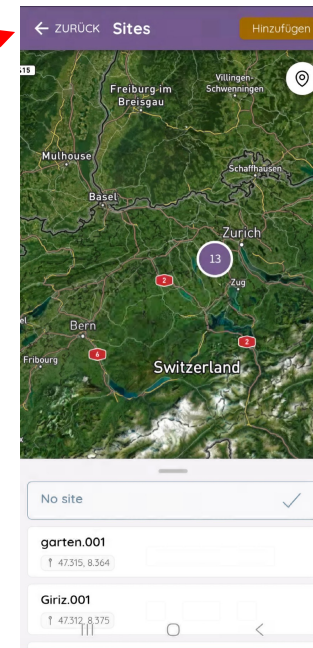 ← ZURÜCK Sites Hinzufügen
515
Freiburg im
Breisgau
Villingen-
Schwenningen
Mulhouse
Schaffhausen
Basel
Zurich
13
2
Zug
Bern
2
6
Fribourg
Switzerland
No site
garten.001
47.315, 8.364
Giriz.001
47.312, 8.375